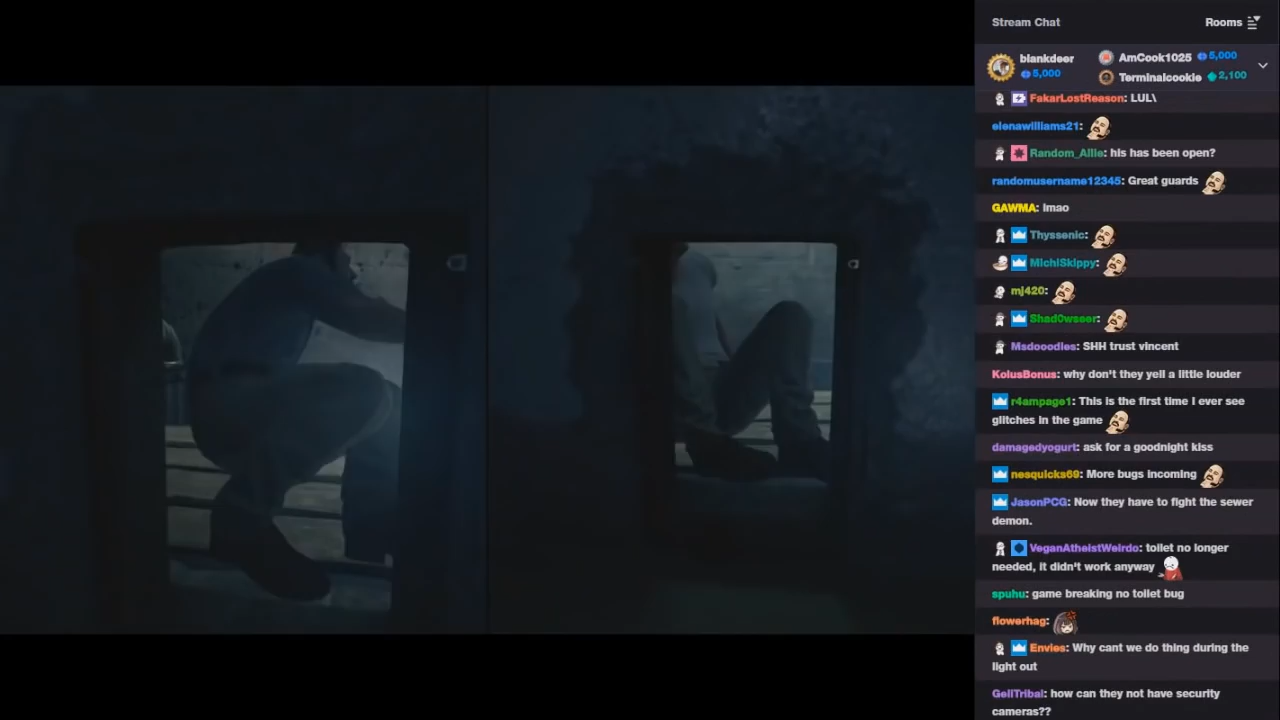 Stream Chat
Rooms
blankdeer
5,000
AmCook1025 5,000
Terminalcookie 2,100
FakarLostReason: LUL\
elenawilliams21:
Random_Allie: his has been open?
randomusername12345: Great guards
GAWMA: lmao
Thyssenic:
MichiSkippy:
mj420:
Shad0wseer:
Msdooodles: SHH trust vincent
KolusBonus: why don't they yell a little louder
r4ampage1: This is the first time I ever see
glitches in the game
damagedyogurt: ask for a goodnight kiss
nesquicks69: More bugs incoming
JasonPCG: Now they have to fight the sewer
demon.
VeganAtheistWeirdo: toilet no longer
needed, it didn't work anyway
spuhu: game breaking no toilet bug
flowerhag:
Envies: Why cant we do thing during the
light out
GellTribal: how can they not have security
cameras??